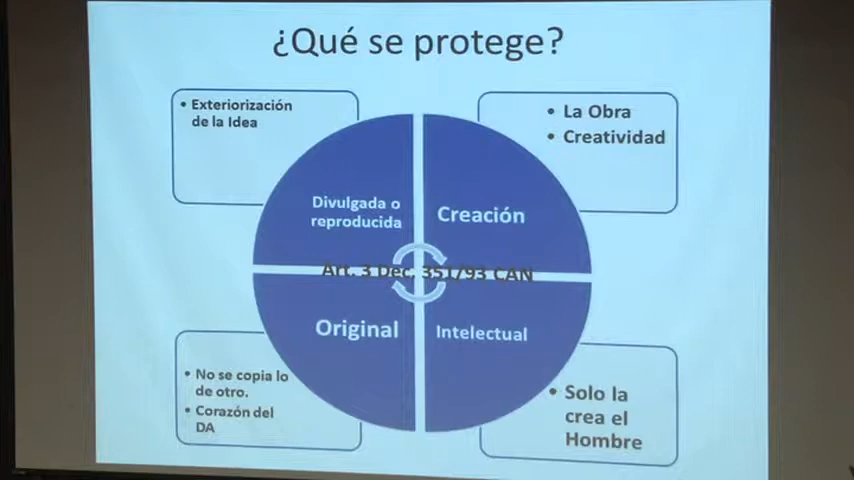 ¿Qué se protege?
• Exteriorización
de la Idea
• La Obra
• Creatividad
Divulgada o
reproducida
Creación
Art. 3 Dec. 351/93 CAN
Original
Intelectual
• No se copia lo
de otro.
• Corazón del
DA
• Solo la
crea el
Hombre